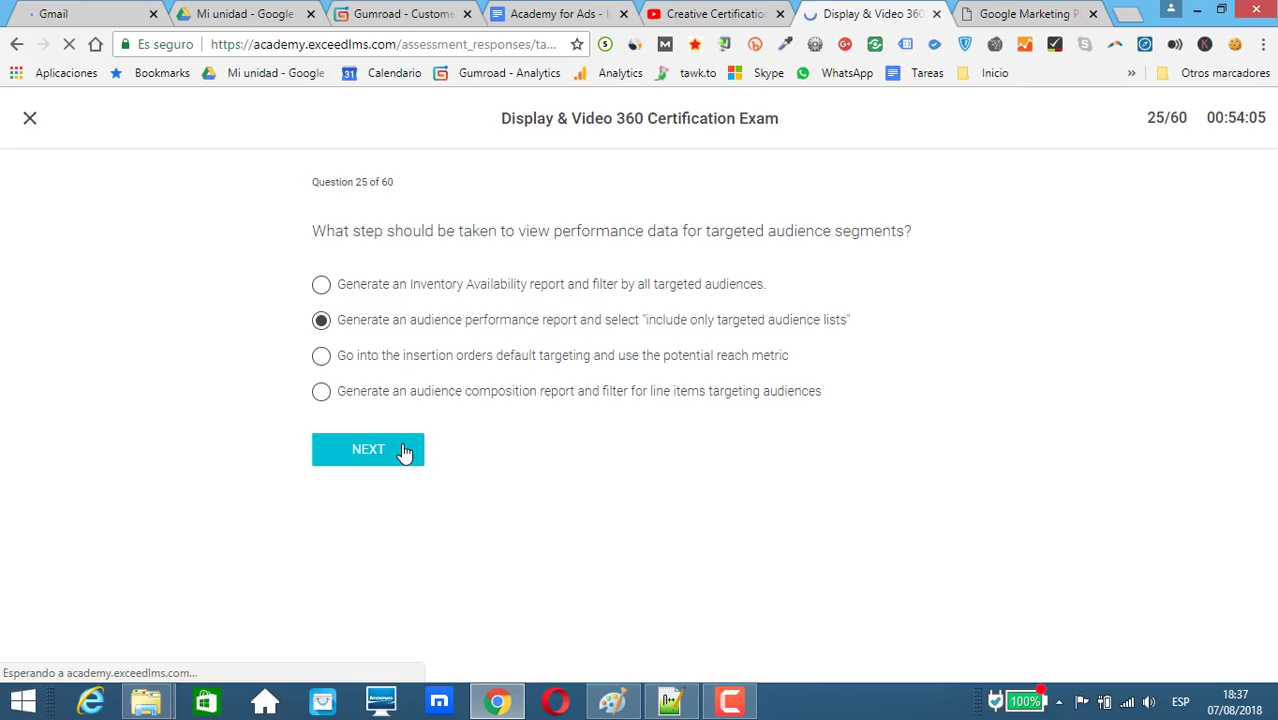 Gmail
Mi unidad - Google
Gumroad - Custome
Academy for Ads - I
Creative Certification
Display & Video 360
Google Marketing P
Es seguro
https://academy.exceedlms.com/assessment_responses/ta...
Aplicaciones
Bookmark
Mi unidad - Google
31
Calendario
Gumroad - Analytics
Analytics
tawk.to
Skype
WhatsApp
Tareas
Inicio
»
Otros marcadores
Display & Video 360 Certification Exam
25/60
00:54:05
Question 25 of 60
What step should be taken to view performance data for targeted audience segments?
Generate an Inventory Availability report and filter by all targeted audiences.
Generate an audience performance report and select "include only targeted audience lists"
Go into the insertion orders default targeting and use the potential reach metric
Generate an audience composition report and filter for line items targeting audiences
NEXT
Esperando a academy.exceedlms.com...
100%
ESP
18:37
07/08/2018